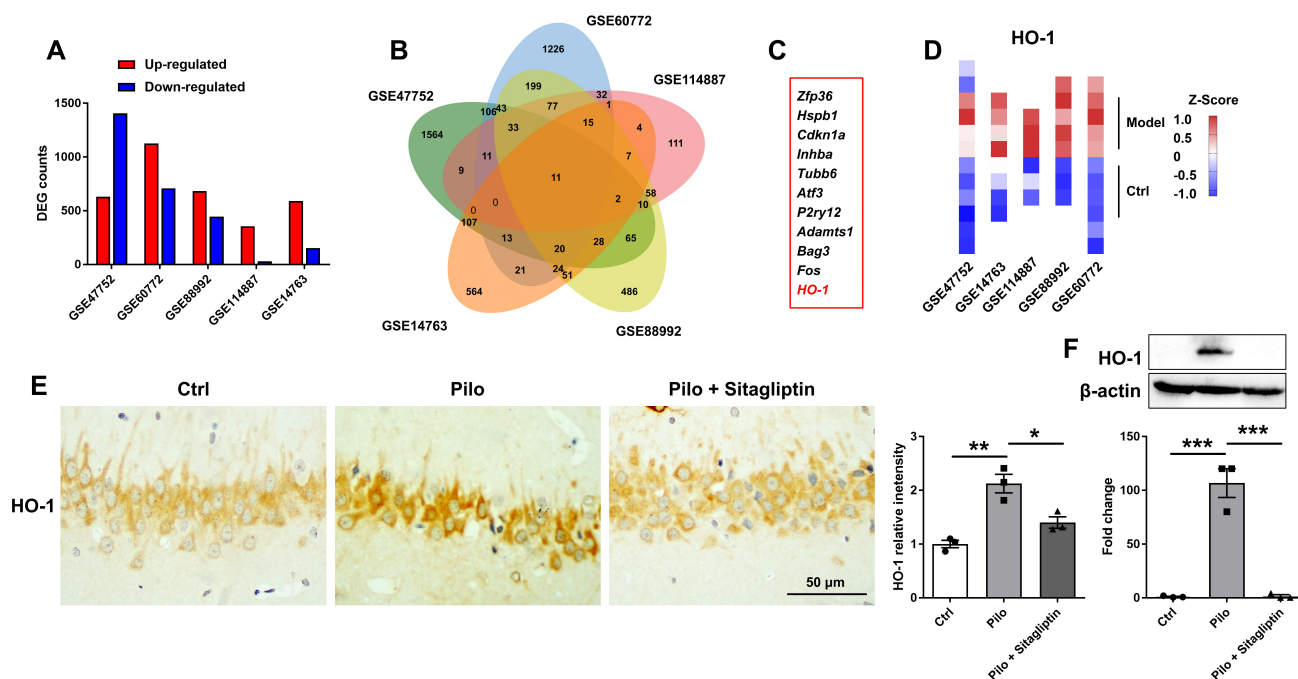 A
Up-regulated
Down-regulated
DEG counts
1500
1000
500
0
GSE47752
GSE60772
GSE88992
GSE114887
GSE14763
B
GSE60772
GSE114887
GSE47752
GSE14763
GSE88992
1226
199
32
1
43
106
77
33
15
4
111
1564
11
7
9
11
2
58
10
0
0
107
13
20
28
65
21
24
51
564
486
C
Zfp36
Hspb1
Cdkn1a
Inhba
Tubb6
Atf3
P2ry12
Adamts1
Bag3
Fos
HO-1
D
HO-1
Model
Ctrl
Z-Score
1.0
0.5
0
-0.5
-1.0
GSE47752
GSE14763
GSE114887
GSE88992
GSE60772
E
Ctrl
Pilo
Pilo + Sitagliptin
HO-1
50 μm
HO-1 relative inetensity
3
2
1
0
**
*
Ctrl
Pilo
Pilo + Sitagliptin
F
HO-1
β-actin
Fold change
150
100
50
0
***
***
Ctrl
Pilo
Pilo + Sitagliptin